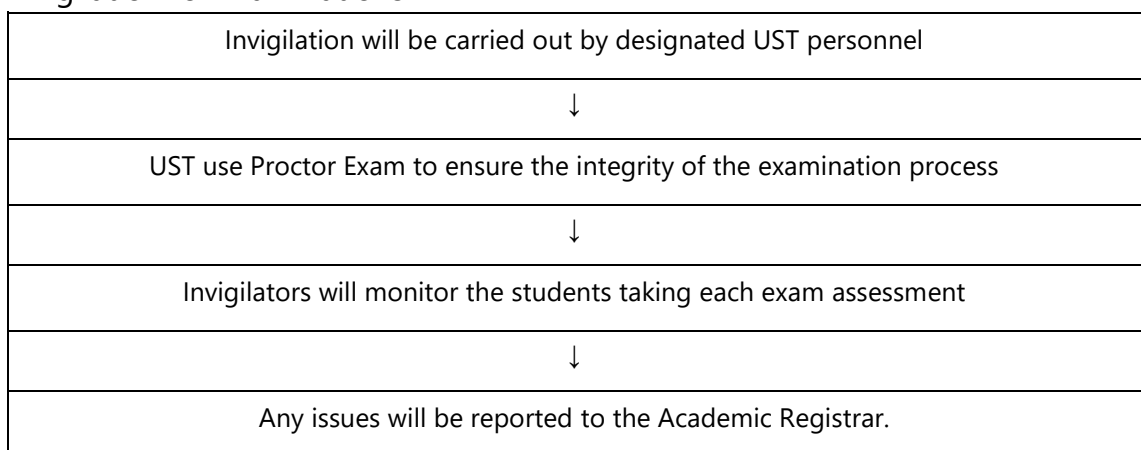 Invigilation will be carried out by designated UST personnel
↓
UST use Proctor Exam to ensure the integrity of the examination process
↓
Invigilators will monitor the students taking each exam assessment
↓
Any issues will be reported to the Academic Registrar.